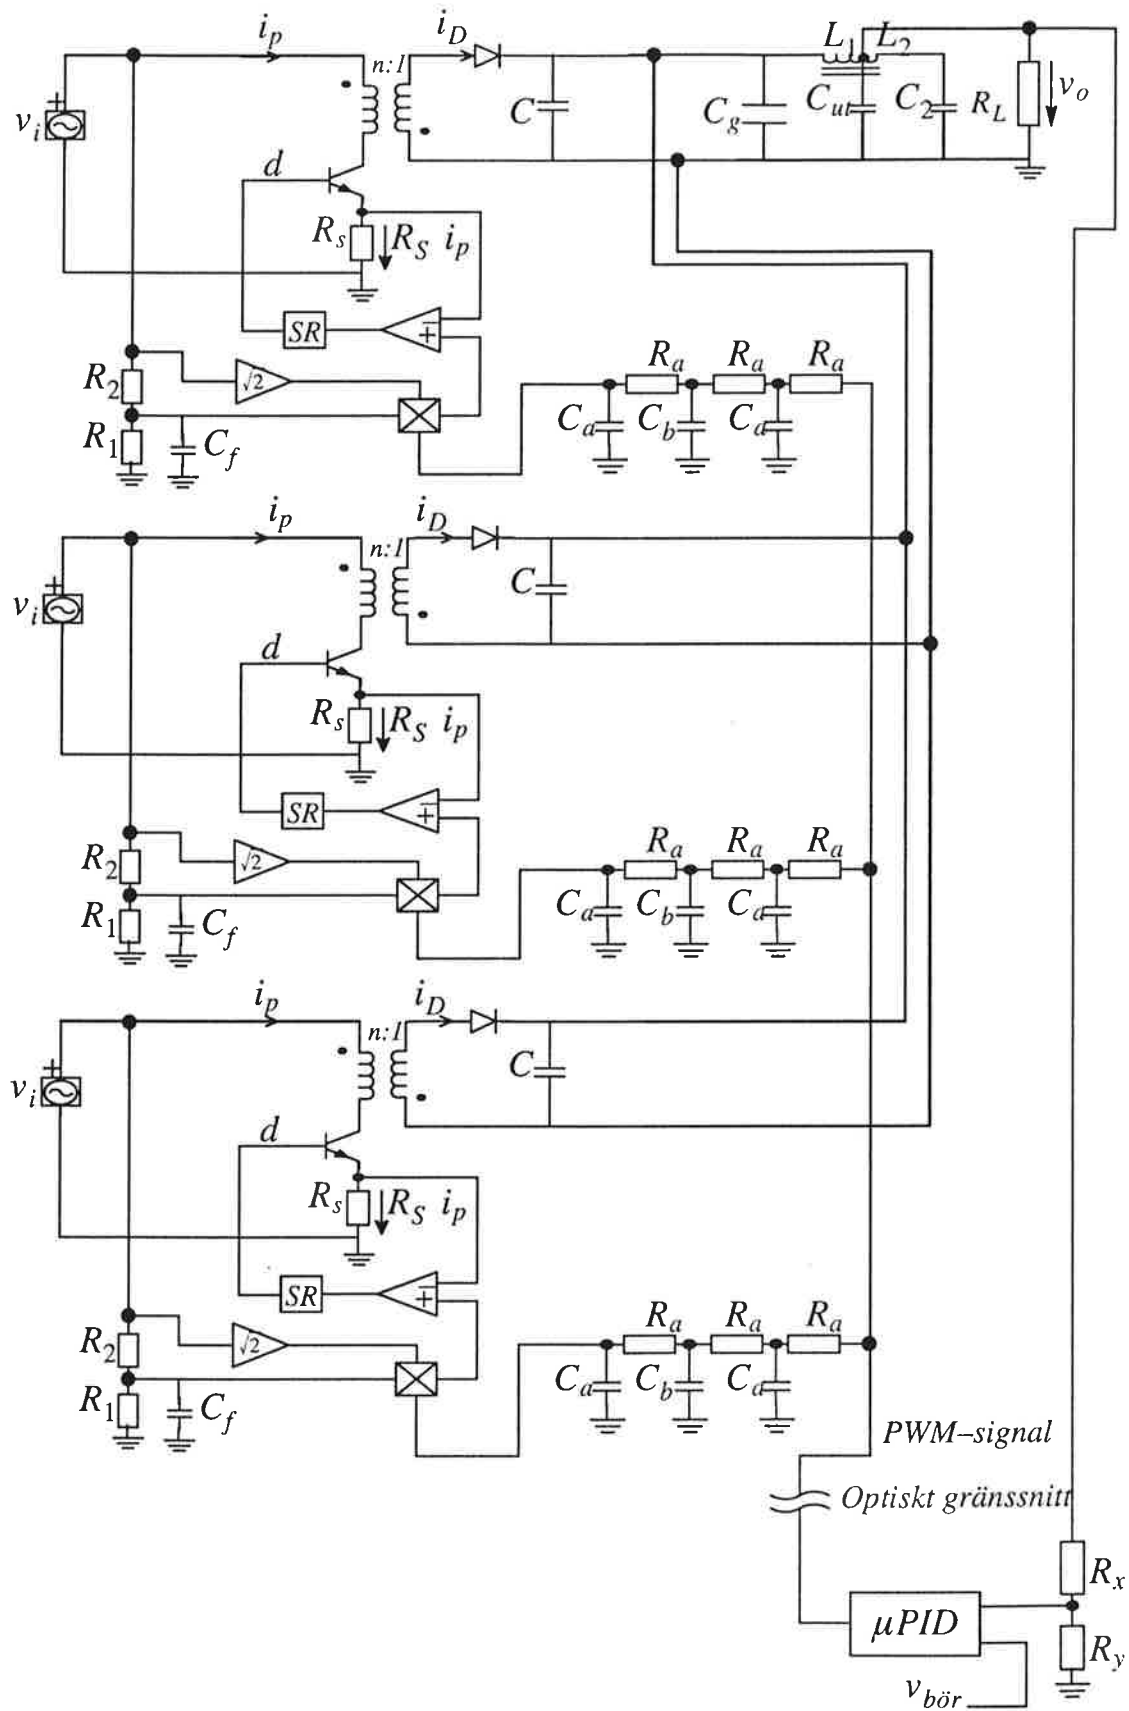 i_p
i_D
n:1
L_1 L_2
v_i
+
C
C_g
C_ut
C_2
R_L
v_o
d
R_s
R_S i_p
SR
R_2
√2
R_1
C_f
R_a
R_a
R_a
C_a
C_b
C_a
i_p
i_D
n:1
v_i
+
C
d
R_s
R_S i_p
SR
R_2
√2
R_1
C_f
R_a
R_a
R_a
C_a
C_b
C_a
i_p
i_D
n:1
v_i
+
C
d
R_s
R_S i_p
SR
R_2
√2
R_1
C_f
R_a
R_a
R_a
C_a
C_b
C_a
PWM–signal
Optiskt gränssnitt
R_x
μPID
R_y
v_bör